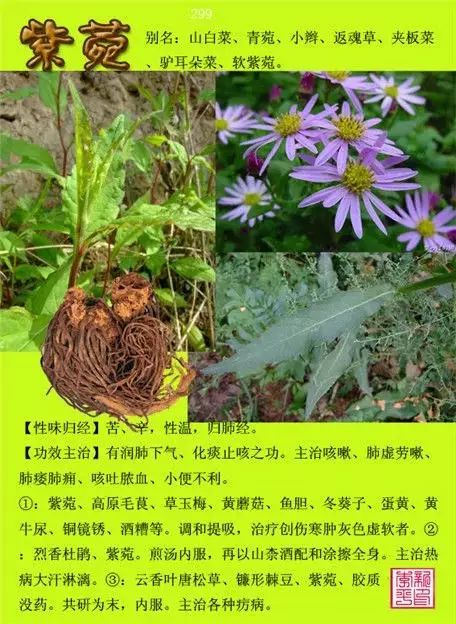 299
紫菀
别名：山白菜、青菀、小辫、返魂草、夹板菜
、驴耳朵菜、软紫菀。
【性味归经】苦、辛，性温，归肺经。
【功效主治】有润肺下气、化痰止咳之功。主治咳嗽、肺虚劳嗽、
肺痿肺痈、咳吐脓血、小便不利。
①：紫菀、高原毛茛、草玉梅、黄蘑菇、鱼胆、冬葵子、蛋黄、黄
牛尿、铜镜锈、酒糟等。调和提吸，治疗创伤寒肿灰色虚软者。②
：烈香杜鹃、紫菀。煎汤内服，再以山柰酒配和涂擦全身。主治热
病大汗淋漓。③：云香叶唐松草、镰形棘豆、紫菀、胶质
没药。共研为末，内服。主治各种疠病。